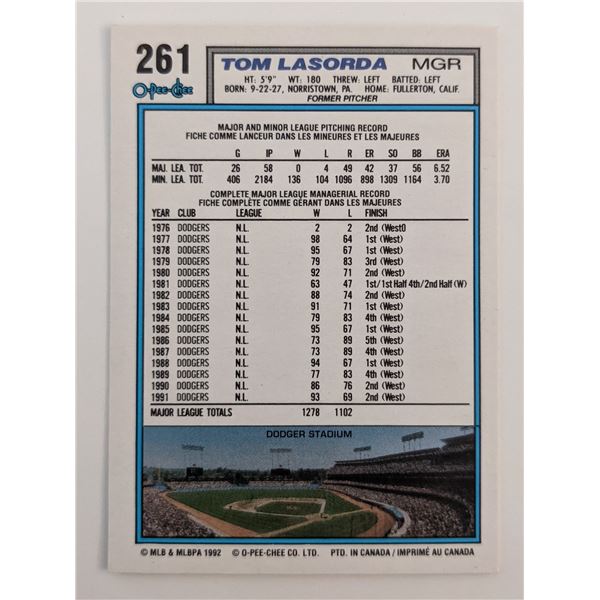 261
O-Pee-Chee
TOM LASORDA MGR
HT: 5'9" WT: 180 THREW: LEFT BATTED: LEFT
BORN: 9-22-27, NORRISTOWN, PA. HOME: FULLERTON, CALIF.
FORMER PITCHER
MAJOR AND MINOR LEAGUE PITCHING RECORD
FICHE COMME LANCEUR DANS LES MINEURES ET LES MAJEURES
G IP W L R ER SO BB ERA
MAJ. LEA. TOT. 26 58 0 4 49 42 37 56 6.52
MIN. LEA. TOT. 406 2184 136 104 1096 898 1309 1164 3.70
COMPLETE MAJOR LEAGUE MANAGERIAL RECORD
FICHE COMPLÈTE COMME GÉRANT DANS LES MAJEURES
YEAR CLUB LEAGUE W L FINISH
1976 DODGERS N.L. 2 2 2nd (West0
1977 DODGERS N.L. 98 64 1st (West)
1978 DODGERS N.L. 95 67 1st (West)
1979 DODGERS N.L. 79 83 3rd (West)
1980 DODGERS N.L. 92 71 2nd (West)
1981 DODGERS N.L. 63 47 1st/1st Half 4th/2nd Half (W)
1982 DODGERS N.L. 88 74 2nd (West)
1983 DODGERS N.L. 91 71 1st (West)
1984 DODGERS N.L. 79 83 4th (West)
1985 DODGERS N.L. 95 67 1st (West)
1986 DODGERS N.L. 73 89 5th (West)
1987 DODGERS N.L. 73 89 4th (West)
1988 DODGERS N.L. 94 67 1st (West)
1989 DODGERS N.L. 77 83 4th (West)
1990 DODGERS N.L. 86 76 2nd (West)
1991 DODGERS N.L. 93 69 2nd (West)
MAJOR LEAGUE TOTALS 1278 1102
DODGER STADIUM
© MLB & MLBPA 1992 © O-PEE-CHEE CO. LTD. PTD. IN CANADA / IMPRIMÉ AU CANADA